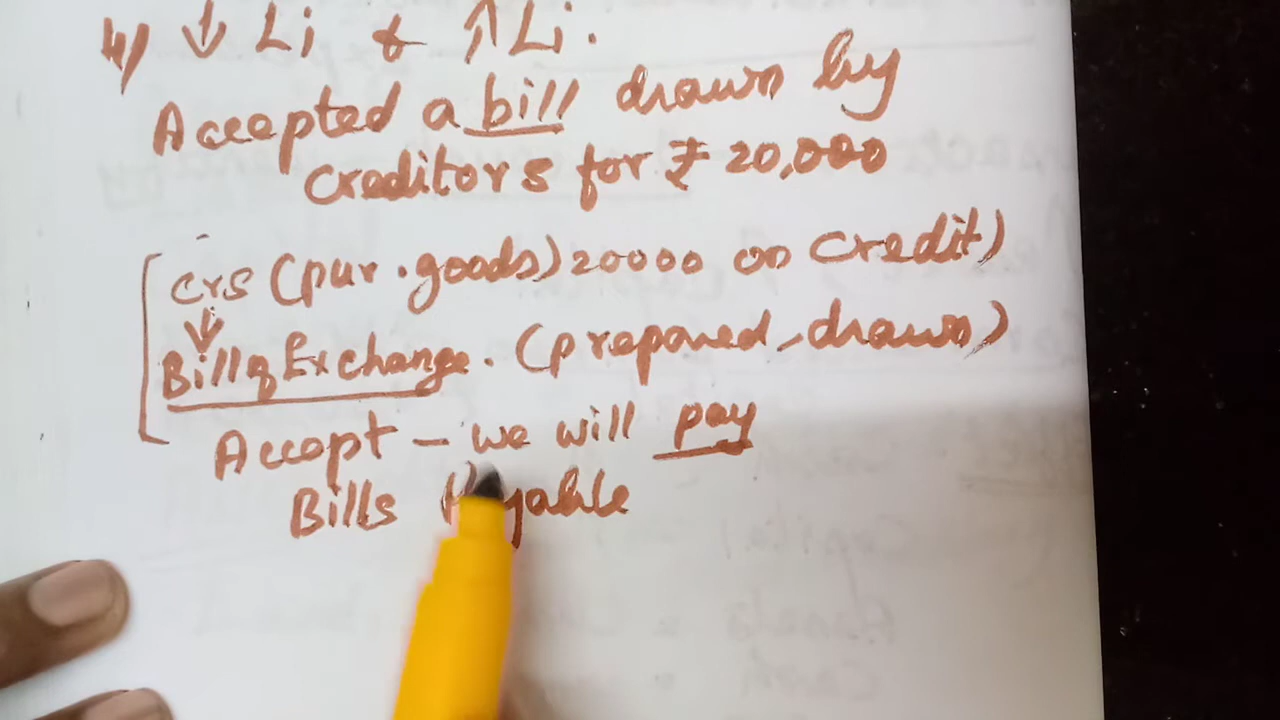 4) ↓ Li & ↑ Li.
Accepted a bill drawn by
creditors for ₹ 20,000
crs (pur. goods) 20000 on credit)
↓
Bill of Exchange. (prepared, drawn)
Accept - we will pay
Bills Payable